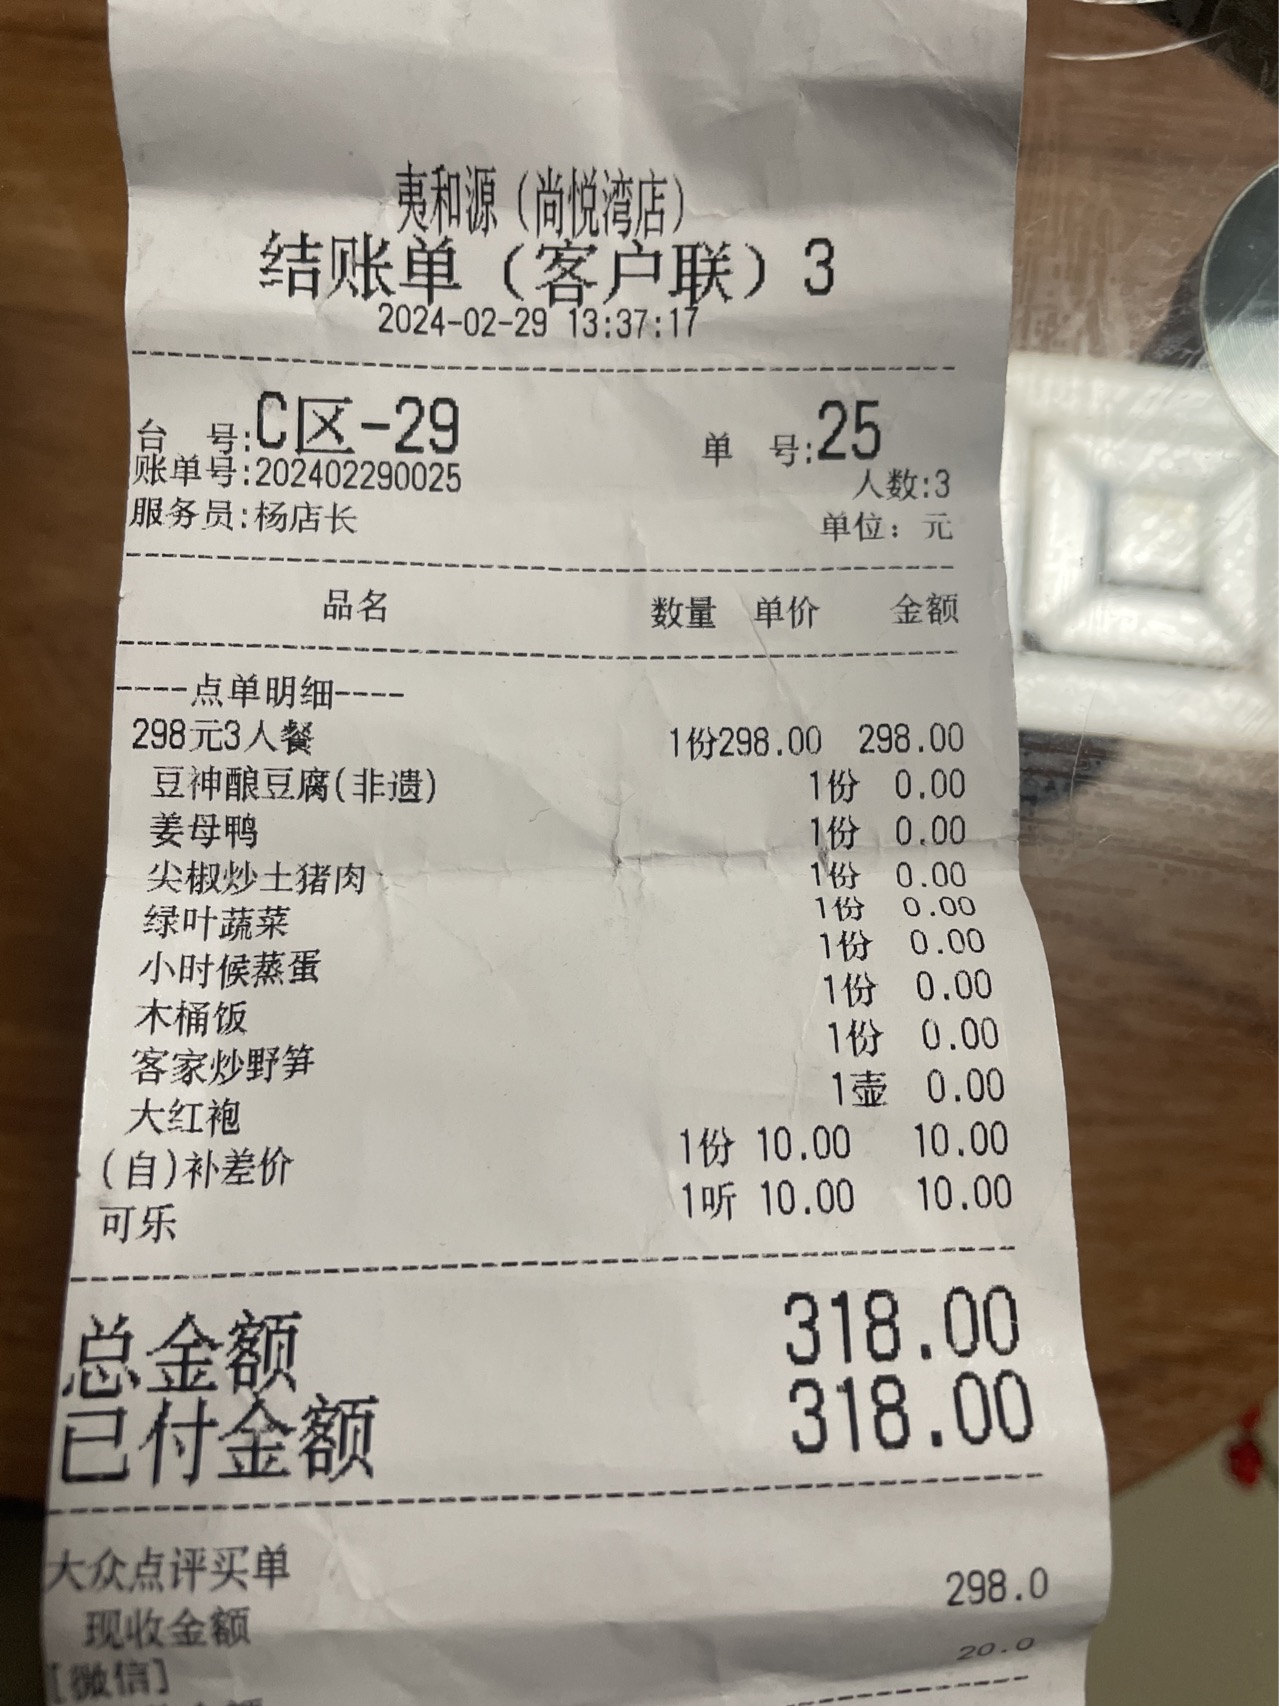 夷和源（尚悦湾店）
结账单（客户联）3
2024-02-29 13:37:17
台 号:C区-29 单 号:25
账单号:202402290025 人数:3
服务员:杨店长 单位：元
品名 数量 单价 金额
----点单明细----
298元3人餐 1份298.00 298.00
豆神酿豆腐(非遗) 1份 0.00
姜母鸭 1份 0.00
尖椒炒土猪肉 1份 0.00
绿叶蔬菜 1份 0.00
小时候蒸蛋 1份 0.00
木桶饭 1份 0.00
客家炒野笋 1份 0.00
大红袍 1壶 0.00
(自)补差价 1份 10.00 10.00
可乐 1听 10.00 10.00
总金额 318.00
已付金额 318.00
大众点评买单
现收金额 298.0
[微信]
20.0